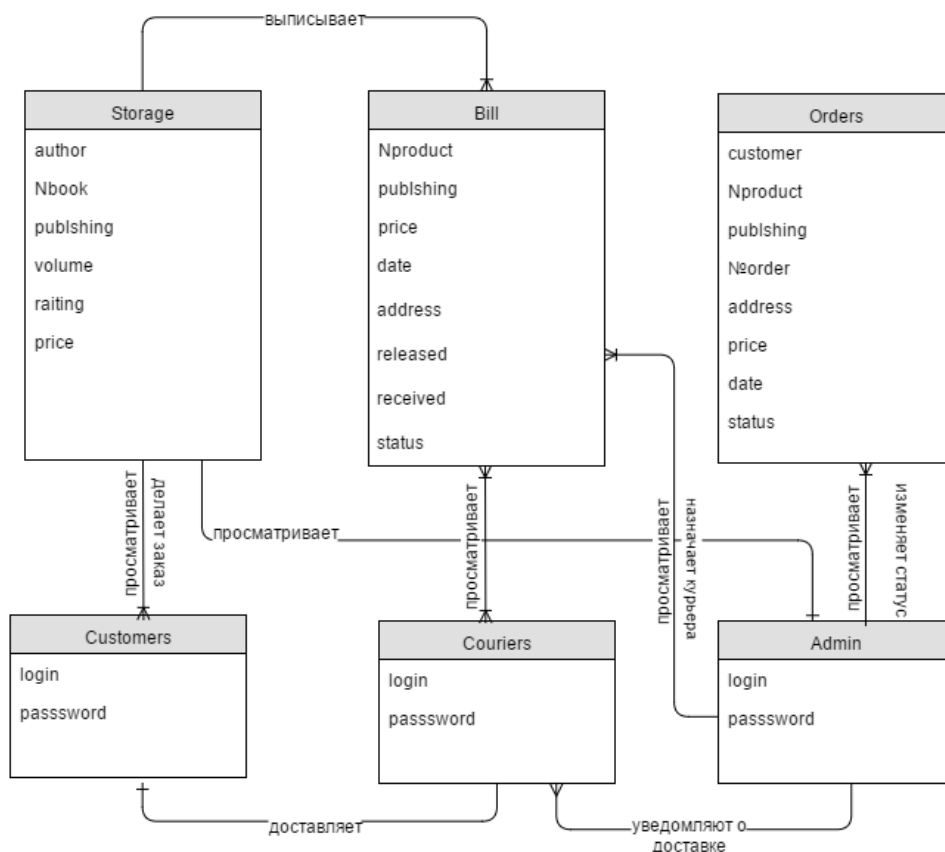 выписывает
Storage
author
Nbook
publshing
volume
raiting
price
Bill
Nproduct
publshing
price
date
address
released
received
status
Orders
customer
Nproduct
publshing
№order
address
price
date
status
просматривает
делает заказ
просматривает
просматривает
просматривает
назначает курьера
просматривает
изменяет статус
Customers
login
passsword
Couriers
login
passsword
Admin
login
passsword
доставляет
уведомляют о
доставке